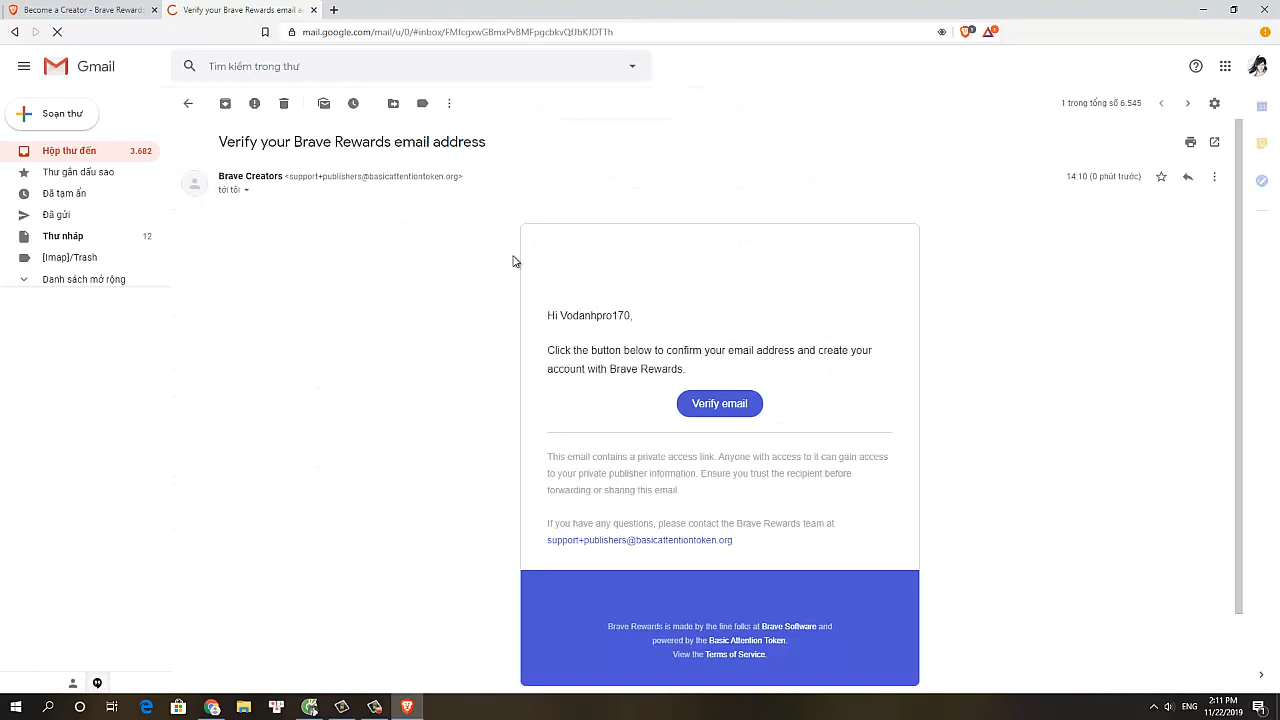 Become a Creator - Brave Reward
Verify your Brave Rewards email a
mail.google.com/mail/u/0/#inbox/FMfcgxwGBmxPvBMFpgcbkvQfJbKJDTTh
Gmail
Tìm kiếm trong thư
Soạn thư
1 trong tổng số 6.545
Hộp thư đến 3.682
Thư gắn dấu sao
Đã tạm ẩn
Đã gửi
Thư nháp 12
[Imap]/Trash
Danh sách mở rộng
Verify your Brave Rewards email address
Brave Creators <support+publishers@basicattentiontoken.org>
14:10 (0 phút trước)
tới tôi
Hi Vodanhpro170,
Click the button below to confirm your email address and create your
account with Brave Rewards.
Verify email
This email contains a private access link. Anyone with access to it can gain access
to your private publisher information. Ensure you trust the recipient before
forwarding or sharing this email.
If you have any questions, please contact the Brave Rewards team at
support+publishers@basicattentiontoken.org
Brave Rewards is made by the fine folks at Brave Software and
powered by the Basic Attention Token.
View the Terms of Service.
ENG
2:11 PM
11/22/2019